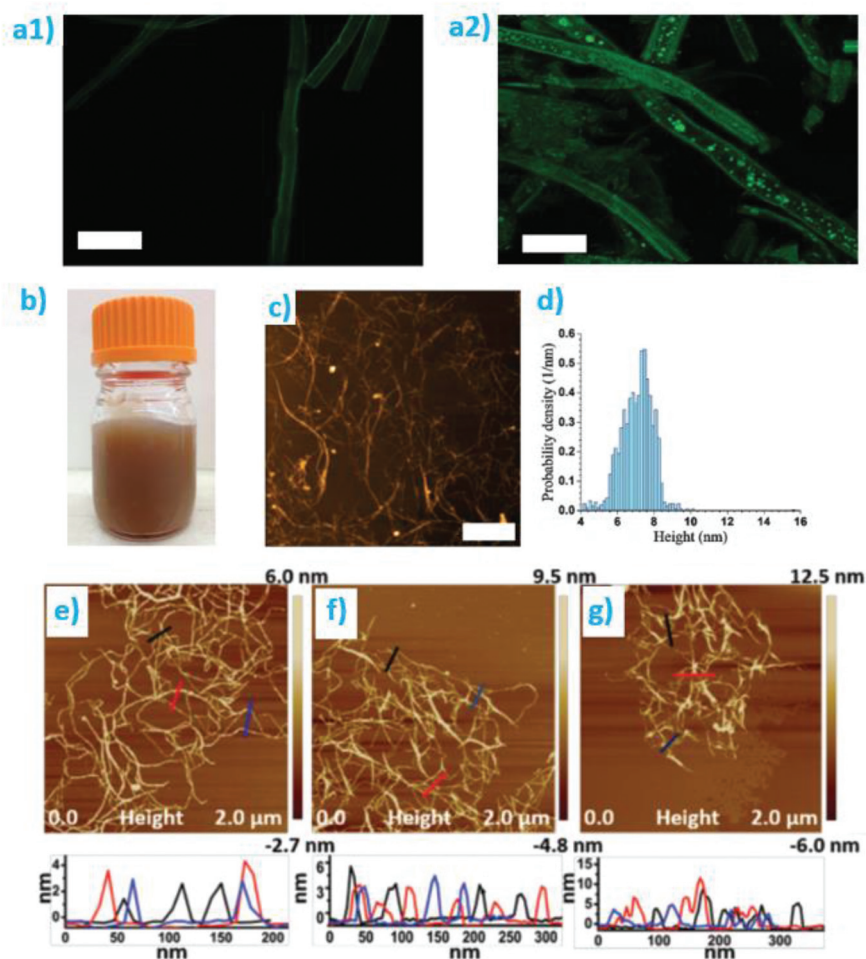 a1)
a2)
b)
c)
d)
0.6
0.5
0.4
0.3
0.2
0.1
0.0
Probability density (1/nm)
4 6 8 10 12 14 16
Height (nm)
6.0 nm
9.5 nm
12.5 nm
e)
f)
g)
0.0 Height 2.0 µm
0.0 Height 2.0 µm
0.0 Height 2.0 µm
-2.7 nm
-4.8 nm
-6.0 nm
nm
4
2
0
0 50 100 150 200
nm
nm
6
3
0
0 50 100 150 200 250 300
nm
nm
15
10
5
0
0 100 200 300
nm